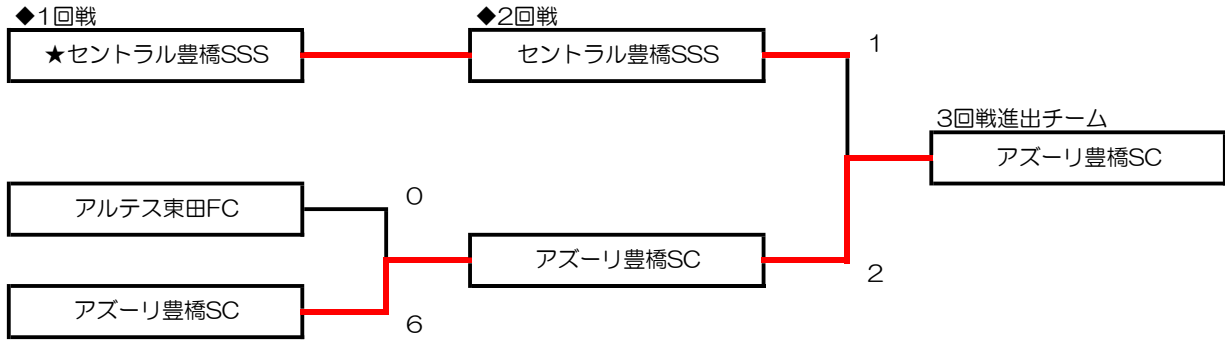 ◆1回戦
◆2回戦
★セントラル豊橋SSS
セントラル豊橋SSS
1
3回戦進出チーム
アズーリ豊橋SC
アルテス東田FC
0
アズーリ豊橋SC
2
アズーリ豊橋SC
6